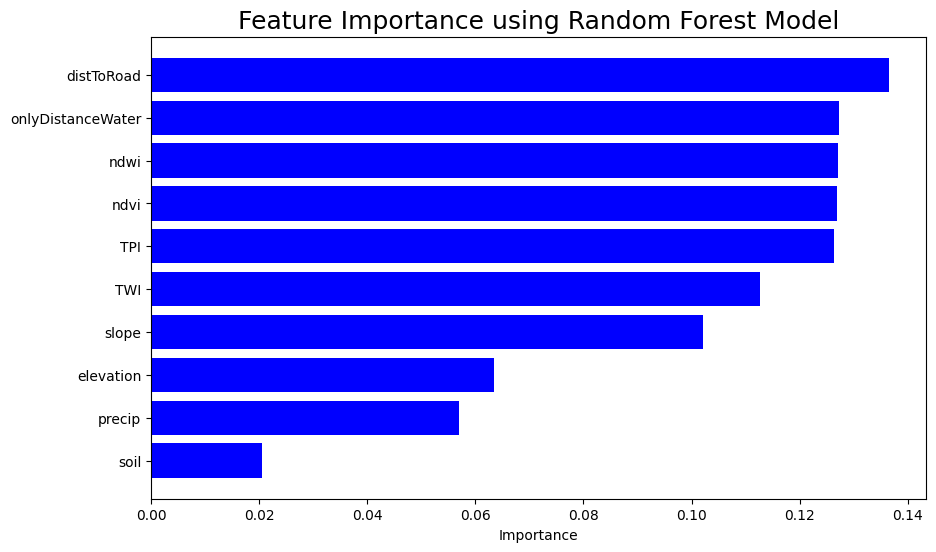 Feature Importance using Random Forest Model
distToRoad
onlyDistanceWater
ndwi
ndvi
TPI
TWI
slope
elevation
precip
soil
0.00 0.02 0.04 0.06 0.08 0.10 0.12 0.14
Importance